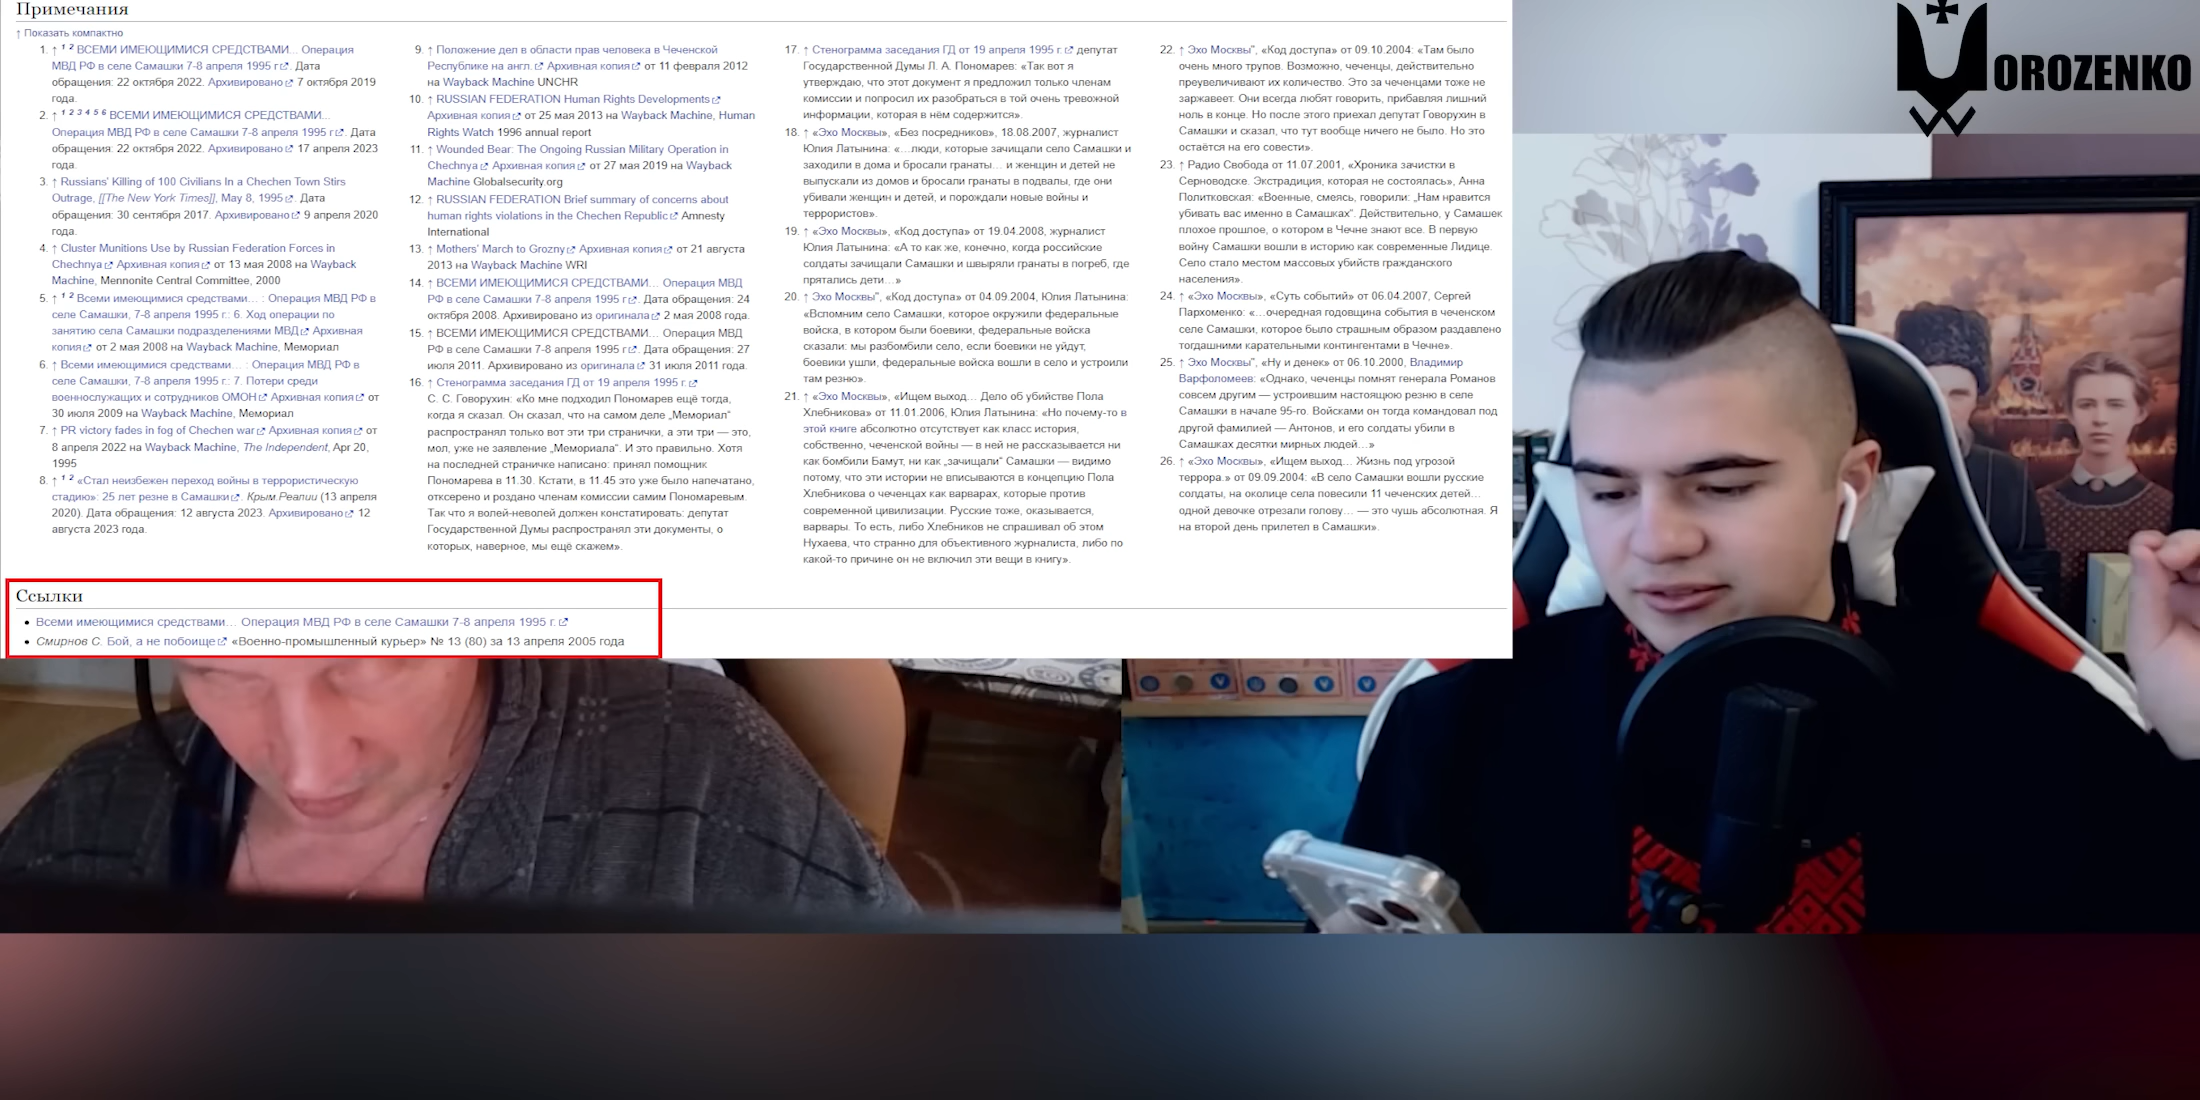 Примечания
↑ Показать компактно
1. ↑ 1 2 ВСЕМИ ИМЕЮЩИМИСЯ СРЕДСТВАМИ... Операция
МВД РФ в селе Самашки 7-8 апреля 1995 г. Дата
обращения: 22 октября 2022. Архивировано 7 октября 2019
года.
2. ↑ 1 2 3 4 5 6 ВСЕМИ ИМЕЮЩИМИСЯ СРЕДСТВАМИ...
Операция МВД РФ в селе Самашки 7-8 апреля 1995 г. Дата
обращения: 22 октября 2022. Архивировано 17 апреля 2023
года.
3. ↑ Russians' Killing of 100 Civilians In a Chechen Town Stirs
Outrage, [[The New York Times]], May 8, 1995. Дата
обращения: 30 сентября 2017. Архивировано 9 апреля 2020
года.
4. ↑ Cluster Munitions Use by Russian Federation Forces in
Chechnya Архивная копия от 13 мая 2008 на Wayback
Machine, Mennonite Central Committee, 2000
5. ↑ 1 2 Всеми имеющимися средствами... : Операция МВД РФ в
селе Самашки, 7-8 апреля 1995 г.: 6. Ход операции по
занятию села Самашки подразделениями МВД Архивная
копия от 2 мая 2008 на Wayback Machine, Мемориал
6. ↑ Всеми имеющимися средствами... : Операция МВД РФ в
селе Самашки, 7-8 апреля 1995 г.: 7. Потери среди
военнослужащих и сотрудников ОМОН Архивная копия от
30 июля 2009 на Wayback Machine, Мемориал
7. ↑ PR victory fades in fog of Chechen war Архивная копия от
8 апреля 2022 на Wayback Machine, The Independent, Apr 20,
1995
8. ↑ 1 2 «Стал неизбежен переход войны в террористическую
стадию»: 25 лет резне в Самашки. Крым.Реалии (13 апреля
2020). Дата обращения: 12 августа 2023. Архивировано 12
августа 2023 года.
9. ↑ Положение дел в области прав человека в Чеченской
Республике на англ. Архивная копия от 11 февраля 2012
на Wayback Machine UNCHR
10. ↑ RUSSIAN FEDERATION Human Rights Developments
Архивная копия от 25 мая 2013 на Wayback Machine, Human
Rights Watch 1996 annual report
11. ↑ Wounded Bear: The Ongoing Russian Military Operation in
Chechnya Архивная копия от 27 мая 2019 на Wayback
Machine Globalsecurity.org
12. ↑ RUSSIAN FEDERATION Brief summary of concerns about
human rights violations in the Chechen Republic Amnesty
International
13. ↑ Mothers' March to Grozny Архивная копия от 21 августа
2013 на Wayback Machine WRI
14. ↑ ВСЕМИ ИМЕЮЩИМИСЯ СРЕДСТВАМИ... Операция МВД
РФ в селе Самашки 7-8 апреля 1995 г. Дата обращения: 24
октября 2008. Архивировано из оригинала 2 мая 2008 года.
15. ↑ ВСЕМИ ИМЕЮЩИМИСЯ СРЕДСТВАМИ... Операция МВД
РФ в селе Самашки 7-8 апреля 1995 г. Дата обращения: 27
июля 2011. Архивировано из оригинала 31 июля 2011 года.
16. ↑ Стенограмма заседания ГД от 19 апреля 1995 г.
С. С. Говорухин: «Ко мне подходил Пономарев ещё тогда,
когда я сказал. Он сказал, что на самом деле „Мемориал"
распространял только вот эти три странички, а эти три — это,
мол, уже не заявление „Мемориала". И это правильно. Хотя
на последней страничке написано: принял помощник
Пономарева в 11.30. Кстати, в 11.45 это уже было напечатано,
отксерено и роздано членам комиссии самим Пономаревым.
Так что я волей-неволей должен констатировать: депутат
Государственной Думы распространял эти документы, о
которых, наверное, мы ещё скажем».
17. ↑ Стенограмма заседания ГД от 19 апреля 1995 г. депутат
Государственной Думы Л. А. Пономарев: «Так вот я
утверждаю, что этот документ я предложил только членам
комиссии и попросил их разобраться в той очень тревожной
информации, которая в нём содержится».
18. ↑ «Эхо Москвы», «Без посредников», 18.08.2007, журналист
Юлия Латынина: «...люди, которые зачищали село Самашки и
заходили в дома и бросали гранаты... и женщин и детей не
выпускали из домов и бросали гранаты в подвалы, где они
убивали женщин и детей, и порождали новые войны и
террористов».
19. ↑ «Эхо Москвы», «Код доступа» от 19.04.2008, журналист
Юлия Латынина: «А то как же, конечно, когда российские
солдаты зачищали Самашки и швыряли гранаты в погреб, где
прятались дети...»
20. ↑ Эхо Москвы", «Код доступа» от 04.09.2004, Юлия Латынина:
«Вспомним село Самашки, которое окружили федеральные
войска, в котором были боевики, федеральные войска
сказали: мы разбомбили село, если боевики не уйдут,
боевики ушли, федеральные войска вошли в село и устроили
там резню».
21. ↑ «Эхо Москвы», «Ищем выход... Дело об убийстве Пола
Хлебникова» от 11.01.2006, Юлия Латынина: «Но почему-то в
этой книге абсолютно отсутствует как класс история,
собственно, чеченской войны — в ней не рассказывается ни
как бомбили Бамут, ни как „зачищали" Самашки — видимо
потому, что эти истории не вписываются в концепцию Пола
Хлебникова о чеченцах как варварах, которые против
современной цивилизации. Русские тоже, оказывается,
варвары. То есть, либо Хлебников не спрашивал об этом
Нухаева, что странно для объективного журналиста, либо по
какой-то причине он не включил эти вещи в книгу».
22. ↑ Эхо Москвы", «Код доступа» от 09.10.2004: «Там было
очень много трупов. Возможно, чеченцы, действительно
преувеличивают их количество. Это за чеченцами тоже не
заржавеет. Они всегда любят говорить, прибавляя лишний
ноль в конце. Но после этого приехал депутат Говорухин в
Самашки и сказал, что тут вообще ничего не было. Но это
остаётся на его совести».
23. ↑ Радио Свобода от 11.07.2001, «Хроника зачистки в
Серноводске. Экстрадиция, которая не состоялась», Анна
Политковская: «Военные, смеясь, говорили: „Нам нравится
убивать вас именно в Самашках". Действительно, у Самашек
плохое прошлое, о котором в Чечне знают все. В первую
войну Самашки вошли в историю как современные Лидице.
Село стало местом массовых убийств гражданского
населения».
24. ↑ «Эхо Москвы», «Суть событий» от 06.04.2007, Сергей
Пархоменко: «...очередная годовщина события в чеченском
селе Самашки, которое было страшным образом раздавлено
тогдашними карательными контингентами в Чечне».
25. ↑ Эхо Москвы", «Ну и денек» от 06.10.2000, Владимир
Варфоломеев: «Однако, чеченцы помнят генерала Романов
совсем другим — устроившим настоящую резню в селе
Самашки в начале 95-го. Войсками он тогда командовал под
другой фамилией — Антонов, и его солдаты убили в
Самашках десятки мирных людей...»
26. ↑ «Эхо Москвы», «Ищем выход... Жизнь под угрозой
террора.» от 09.09.2004: «В село Самашки вошли русские
солдаты, на околице села повесили 11 чеченских детей...
одной девочке отрезали голову... — это чушь абсолютная. Я
на второй день прилетел в Самашки».
Ссылки
• Всеми имеющимися средствами... Операция МВД РФ в селе Самашки 7-8 апреля 1995 г.
• Смирнов С. Бой, а не побоище «Военно-промышленный курьер» № 13 (80) за 13 апреля 2005 года
OROZENKO